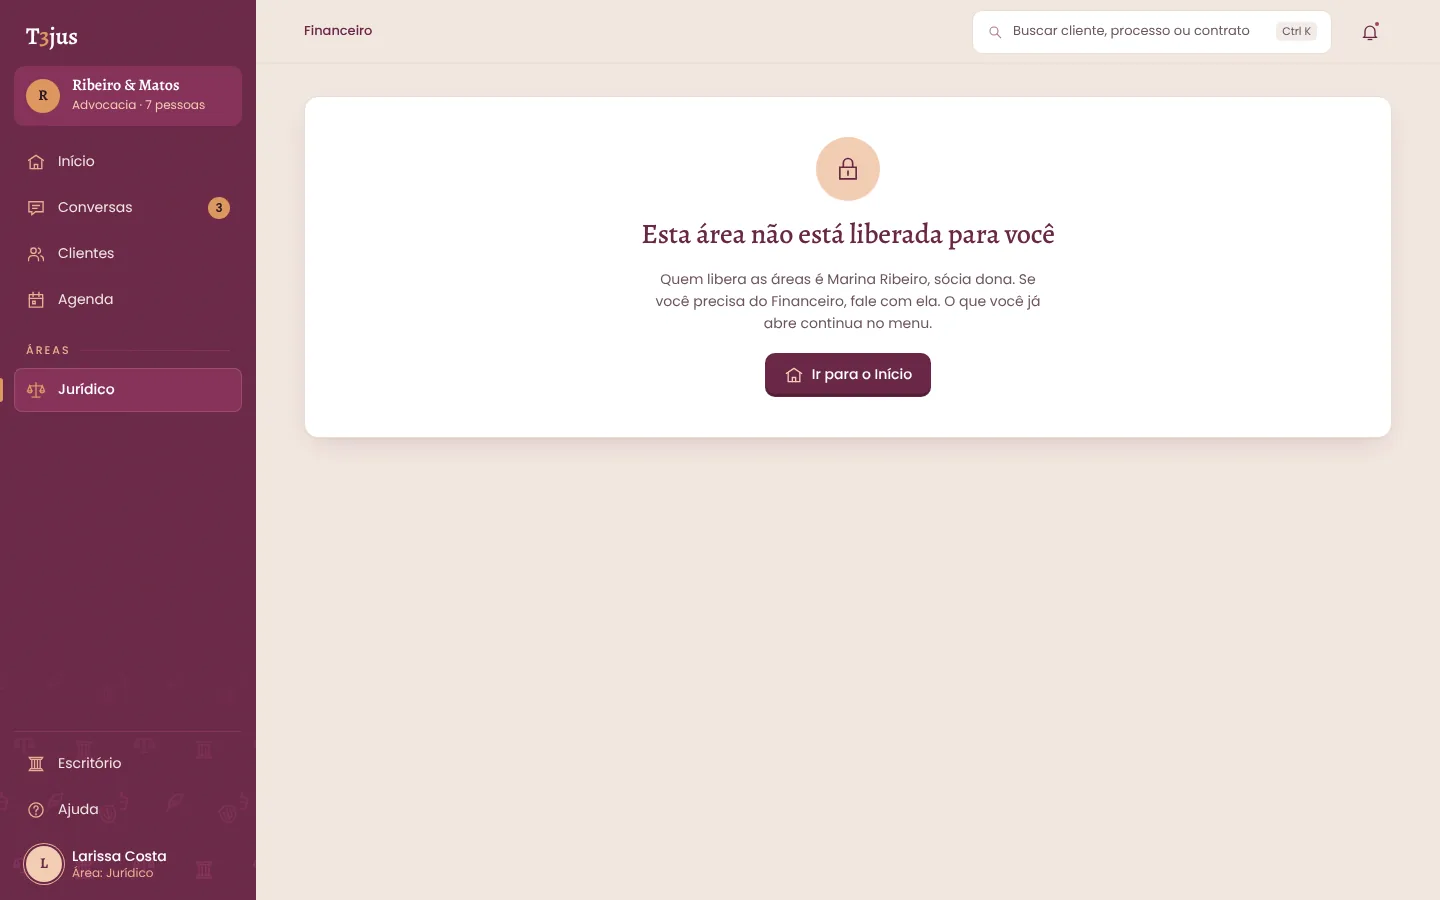 T3jus
R
Ribeiro & Matos
Advocacia · 7 pessoas
Início
Conversas
3
Clientes
Agenda
ÁREAS
Jurídico
Escritório
Ajuda
L
Larissa Costa
Área: Jurídico
Financeiro
Buscar cliente, processo ou contrato
Ctrl K
Esta área não está liberada para você
Quem libera as áreas é Marina Ribeiro, sócia dona. Se
você precisa do Financeiro, fale com ela. O que você já
abre continua no menu.
Ir para o Início